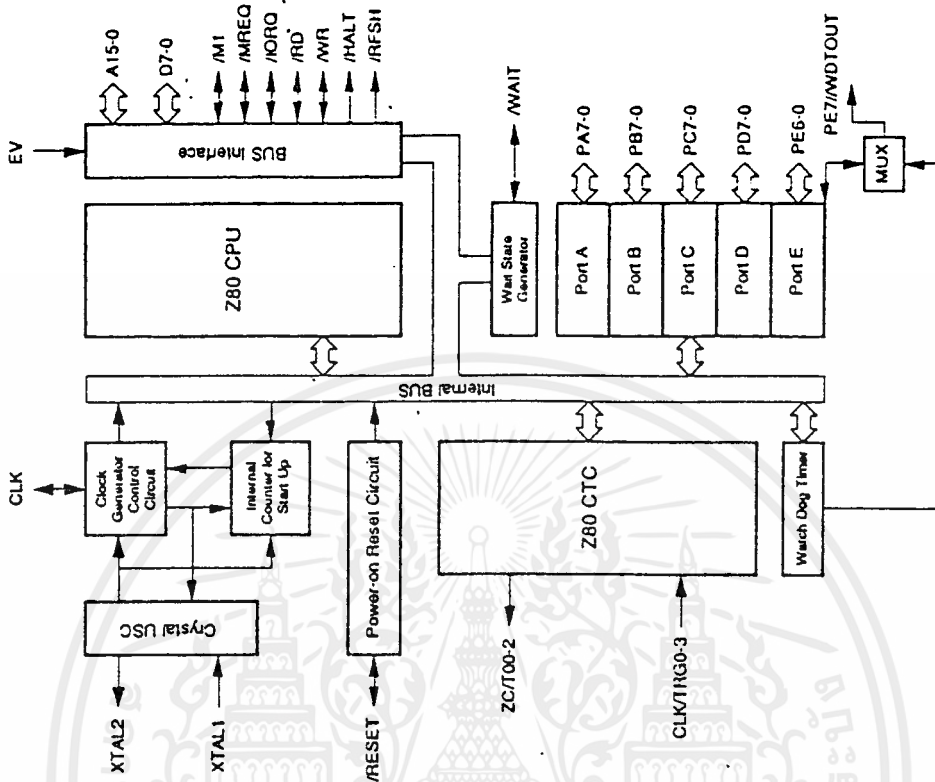 CLK
EV
XTAL2
XTAL1
/RESET
Crystal OSC
Clock
Generator
Control
Circuit
Internal
Counter for
Start Up
Power-on Reset Circuit
Z80 CPU
BUS Interface
A15-0
D7-0
/M1
/MREQ
/IORQ
/RD
/WR
/HALT
/RFSH
Internal BUS
Wait State
Generator
/WAIT
Z80 CTC
ZC/T00-2
CLK/TRG0-3
Port A
Port B
Port C
Port D
Port E
PA7-0
PB7-0
PC7-0
PD7-0
PE6-0
PE7//WDTOUT
MUX
Watch Dog Timer